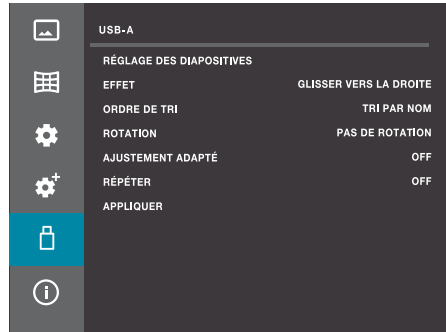 USB-A
RÉGLAGE DES DIAPOSITIVES
EFFET GLISSER VERS LA DROITE
ORDRE DE TRI TRI PAR NOM
ROTATION PAS DE ROTATION
AJUSTEMENT ADAPTÉ OFF
RÉPÉTER OFF
APPLIQUER